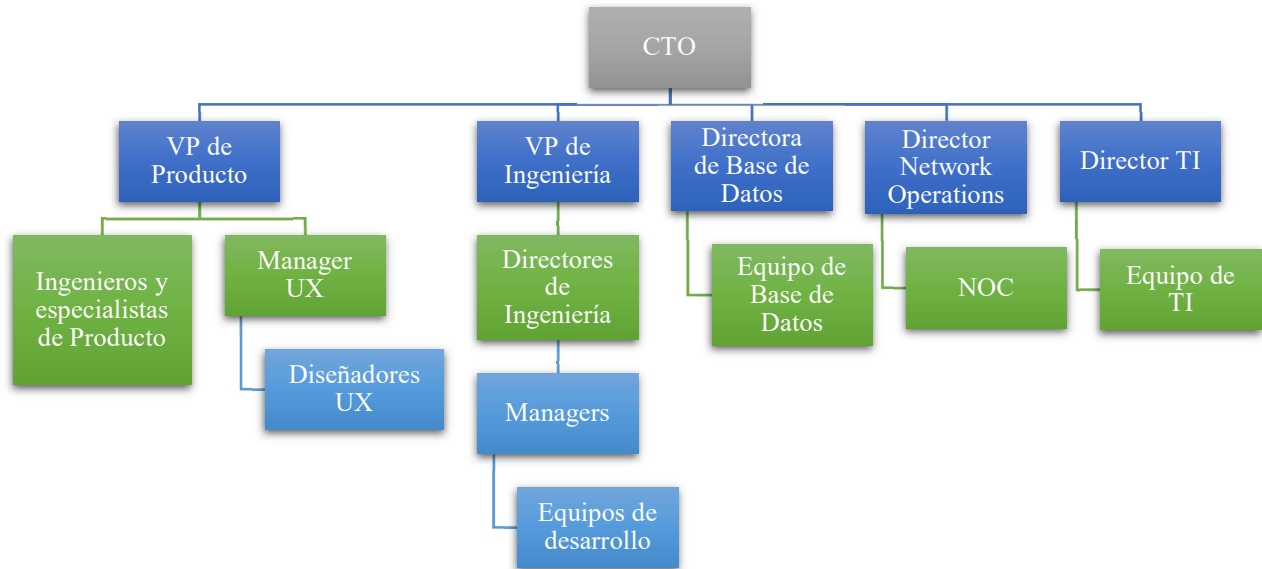 CTO
VP de
Producto
VP de
Ingeniería
Directora
de Base de
Datos
Director
Network
Operations
Director TI
Ingenieros y
especialistas
de Producto
Manager
UX
Directores
de
Ingeniería
Equipo de
Base de
Datos
NOC
Equipo de
TI
Diseñadores
UX
Managers
Equipos de
desarrollo